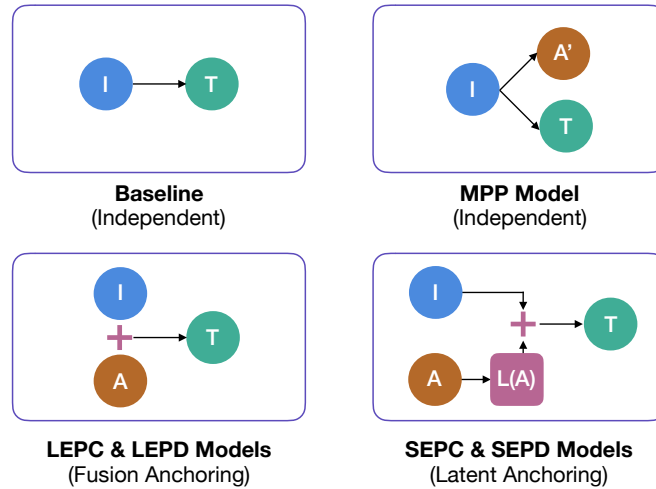 I
T
Baseline
(Independent)
I
A'
T
MPP Model
(Independent)
I
+
A
T
LEPC & LEPD Models
(Fusion Anchoring)
I
+
T
A
L(A)
SEPC & SEPD Models
(Latent Anchoring)